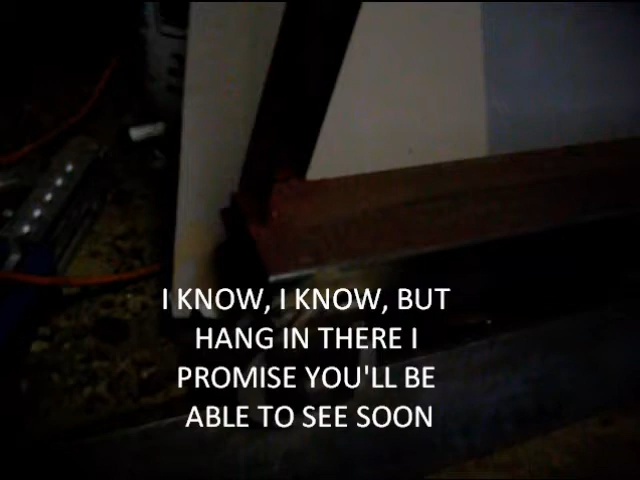 I KNOW, I KNOW, BUT
HANG IN THERE I
PROMISE YOU'LL BE
ABLE TO SEE SOON